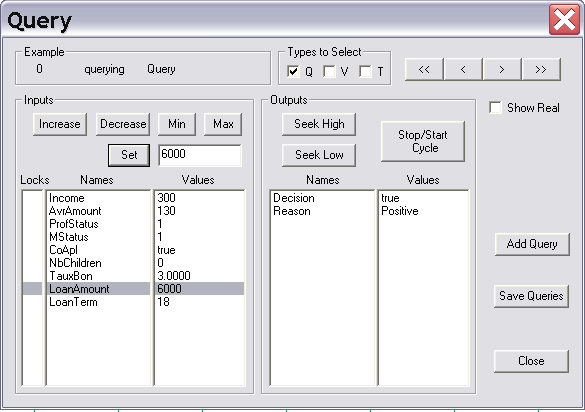 Query
Example
0 querying Query
Types to Select
Q V T
<< < > >>
Inputs
Increase Decrease Min Max
Set 6000
Locks Names Values
Income 300
AvrAmount 130
ProfStatus 1
MStatus 1
CoApl true
NbChildren 0
TauxBon 3.0000
LoanAmount 6000
LoanTerm 18
Outputs
Seek High
Seek Low
Stop/Start
Cycle
Names Values
Decision true
Reason Positive
Show Real
Add Query
Save Queries
Close